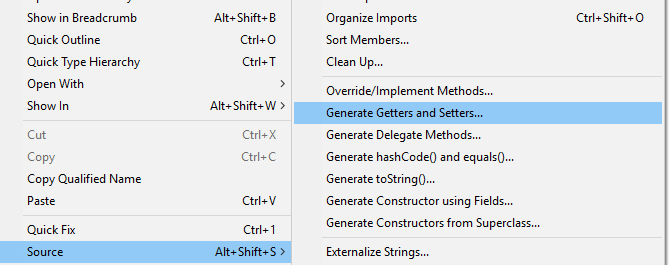 Show in Breadcrumb Alt+Shift+B
Quick Outline Ctrl+O
Quick Type Hierarchy Ctrl+T
Open With >
Show In Alt+Shift+W >
Cut Ctrl+X
Copy Ctrl+C
Copy Qualified Name
Paste Ctrl+V
Quick Fix Ctrl+1
Source Alt+Shift+S >
Organize Imports Ctrl+Shift+O
Sort Members...
Clean Up...
Override/Implement Methods...
Generate Getters and Setters...
Generate Delegate Methods...
Generate hashCode() and equals()...
Generate toString()...
Generate Constructor using Fields...
Generate Constructors from Superclass...
Externalize Strings...